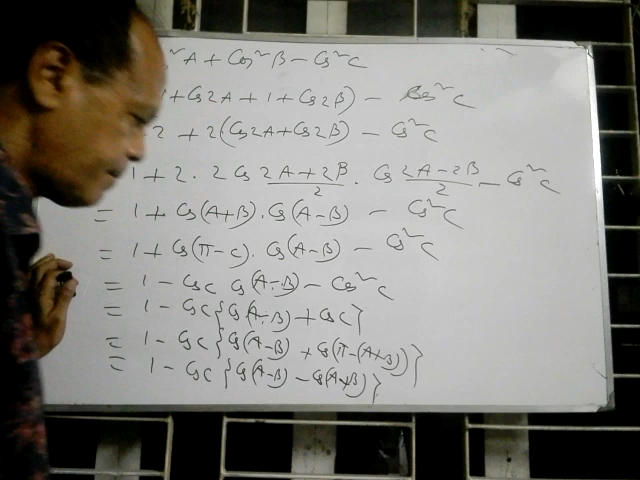 ²A + Cos²B - Cos²C
1 + Cos2A + 1 + Cos2B) - Cos²C
2 + 2(Cos2A + Cos2B) - Cos²C
1 + 2 . 2 Cos (2A + 2B)/2 . Cos (2A - 2B)/2 - Cos²C
= 1 + Cos(A+B) . Cos(A-B) - Cos²C
= 1 + Cos(π-C) . Cos(A-B) - Cos²C
= 1 - CosC Cos(A-B) - Cos²C
= 1 - CosC {Cos(A-B) + CosC}
= 1 - CosC {Cos(A-B) + Cos(π-(A+B))}
= 1 - CosC {Cos(A-B) - Cos(A+B)}